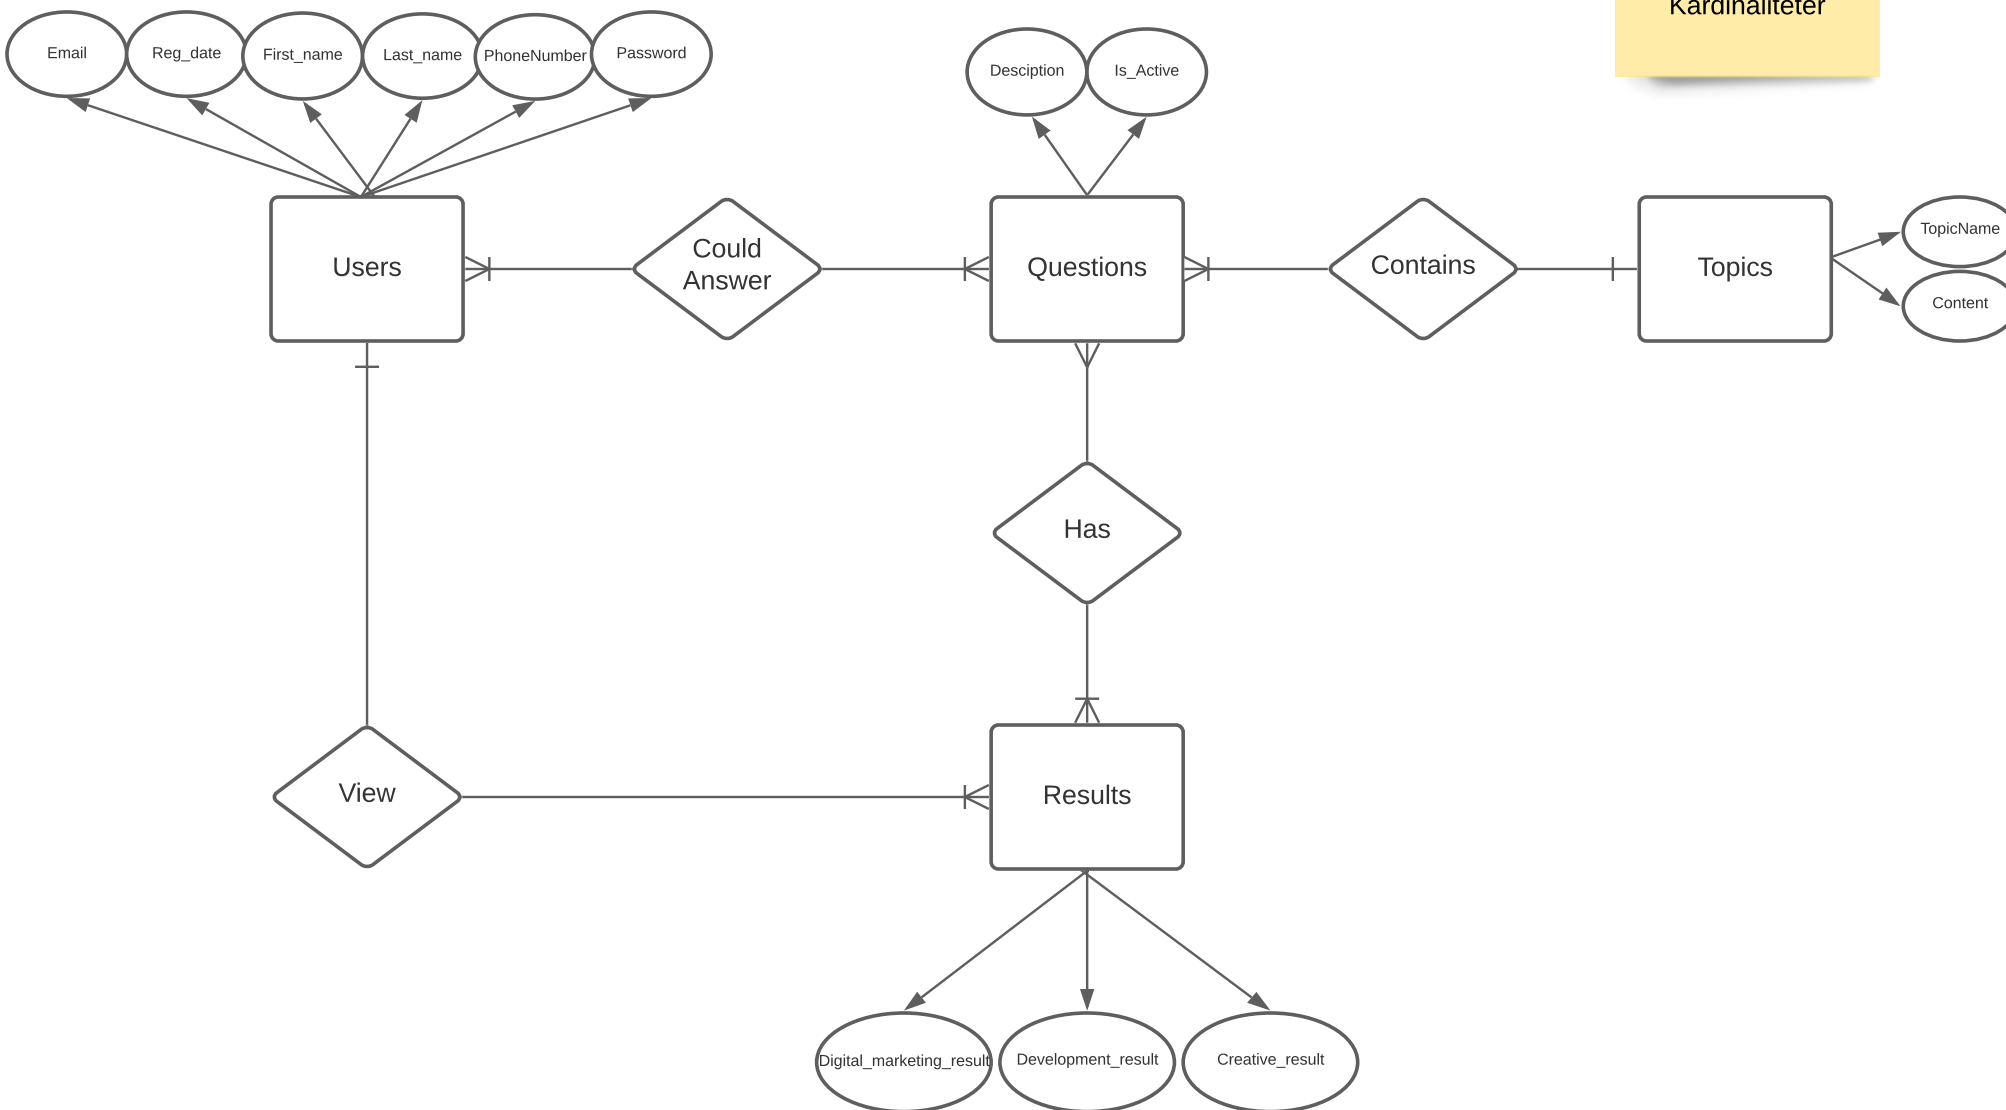 Kardinaliteter
Email
Reg_date
First_name
Last_name
PhoneNumber
Password
Desciption
Is_Active
Users
Could
Answer
Questions
Contains
Topics
TopicName
Content
Has
View
Results
Digital_marketing_result
Development_result
Creative_result